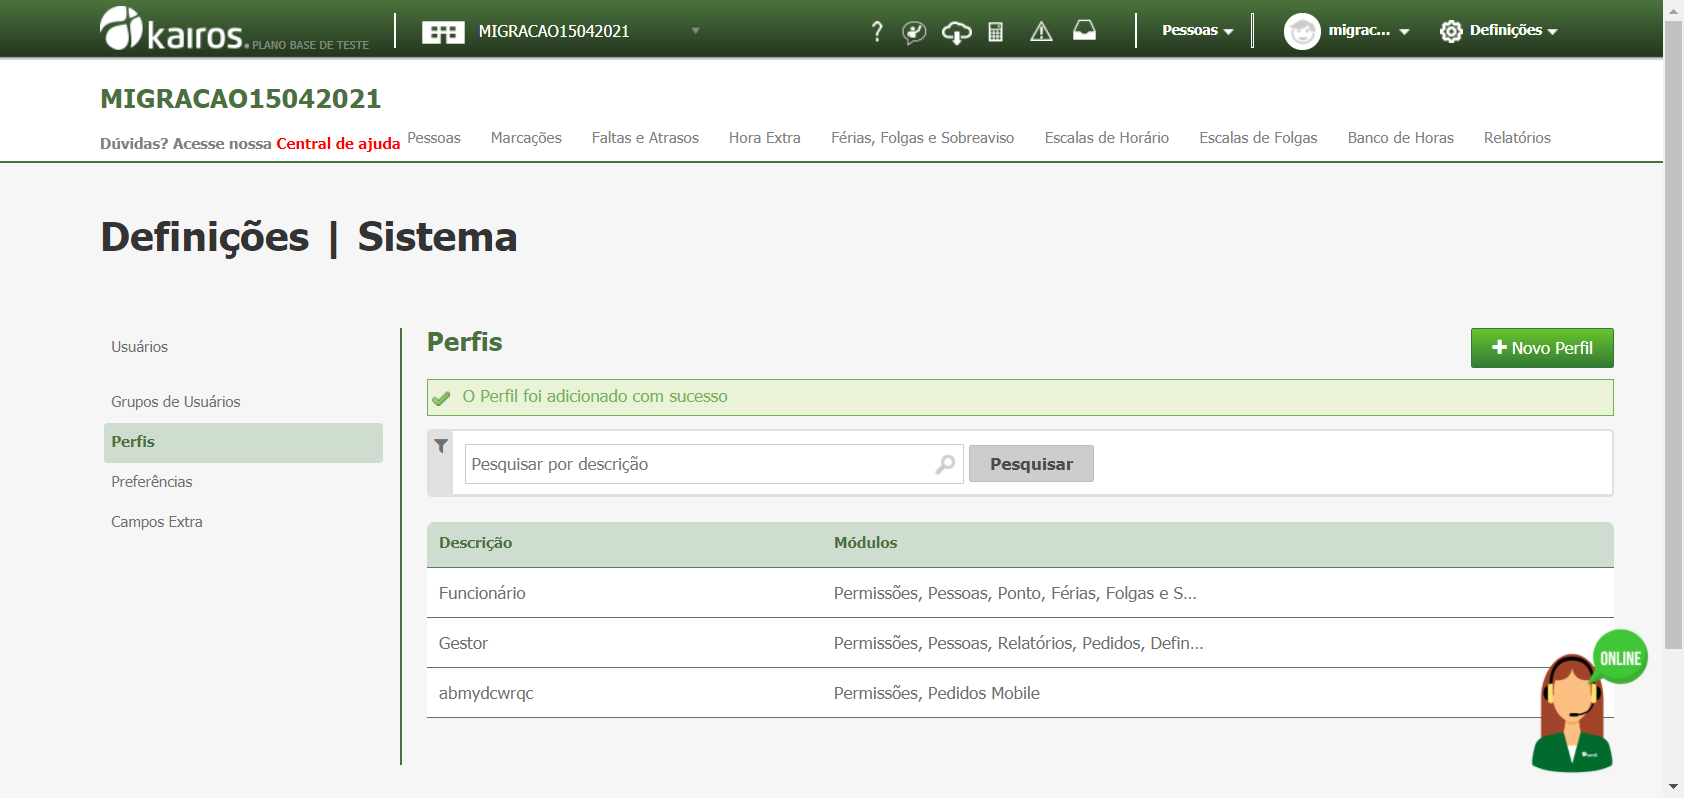 kairos. PLANO BASE DE TESTE
MIGRACAO15042021
Pessoas
migrac...
Definições
MIGRACAO15042021
Dúvidas? Acesse nossa Central de ajuda
Pessoas
Marcações
Faltas e Atrasos
Hora Extra
Férias, Folgas e Sobreaviso
Escalas de Horário
Escalas de Folgas
Banco de Horas
Relatórios
Definições | Sistema
Usuários
Grupos de Usuários
Perfis
Preferências
Campos Extra
Perfis
Novo Perfil
O Perfil foi adicionado com sucesso
Pesquisar por descrição
Pesquisar
Descrição Módulos
Funcionário Permissões, Pessoas, Ponto, Férias, Folgas e S...
Gestor Permissões, Pessoas, Relatórios, Pedidos, Defin...
abmydcwrqc Permissões, Pedidos Mobile
ONLINE